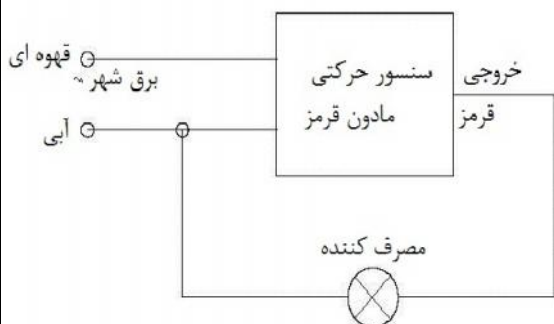 قهوه ای
برق شهر ~
آبی
سنسور حرکتی
مادون قرمز
خروجی
قرمز
مصرف کننده